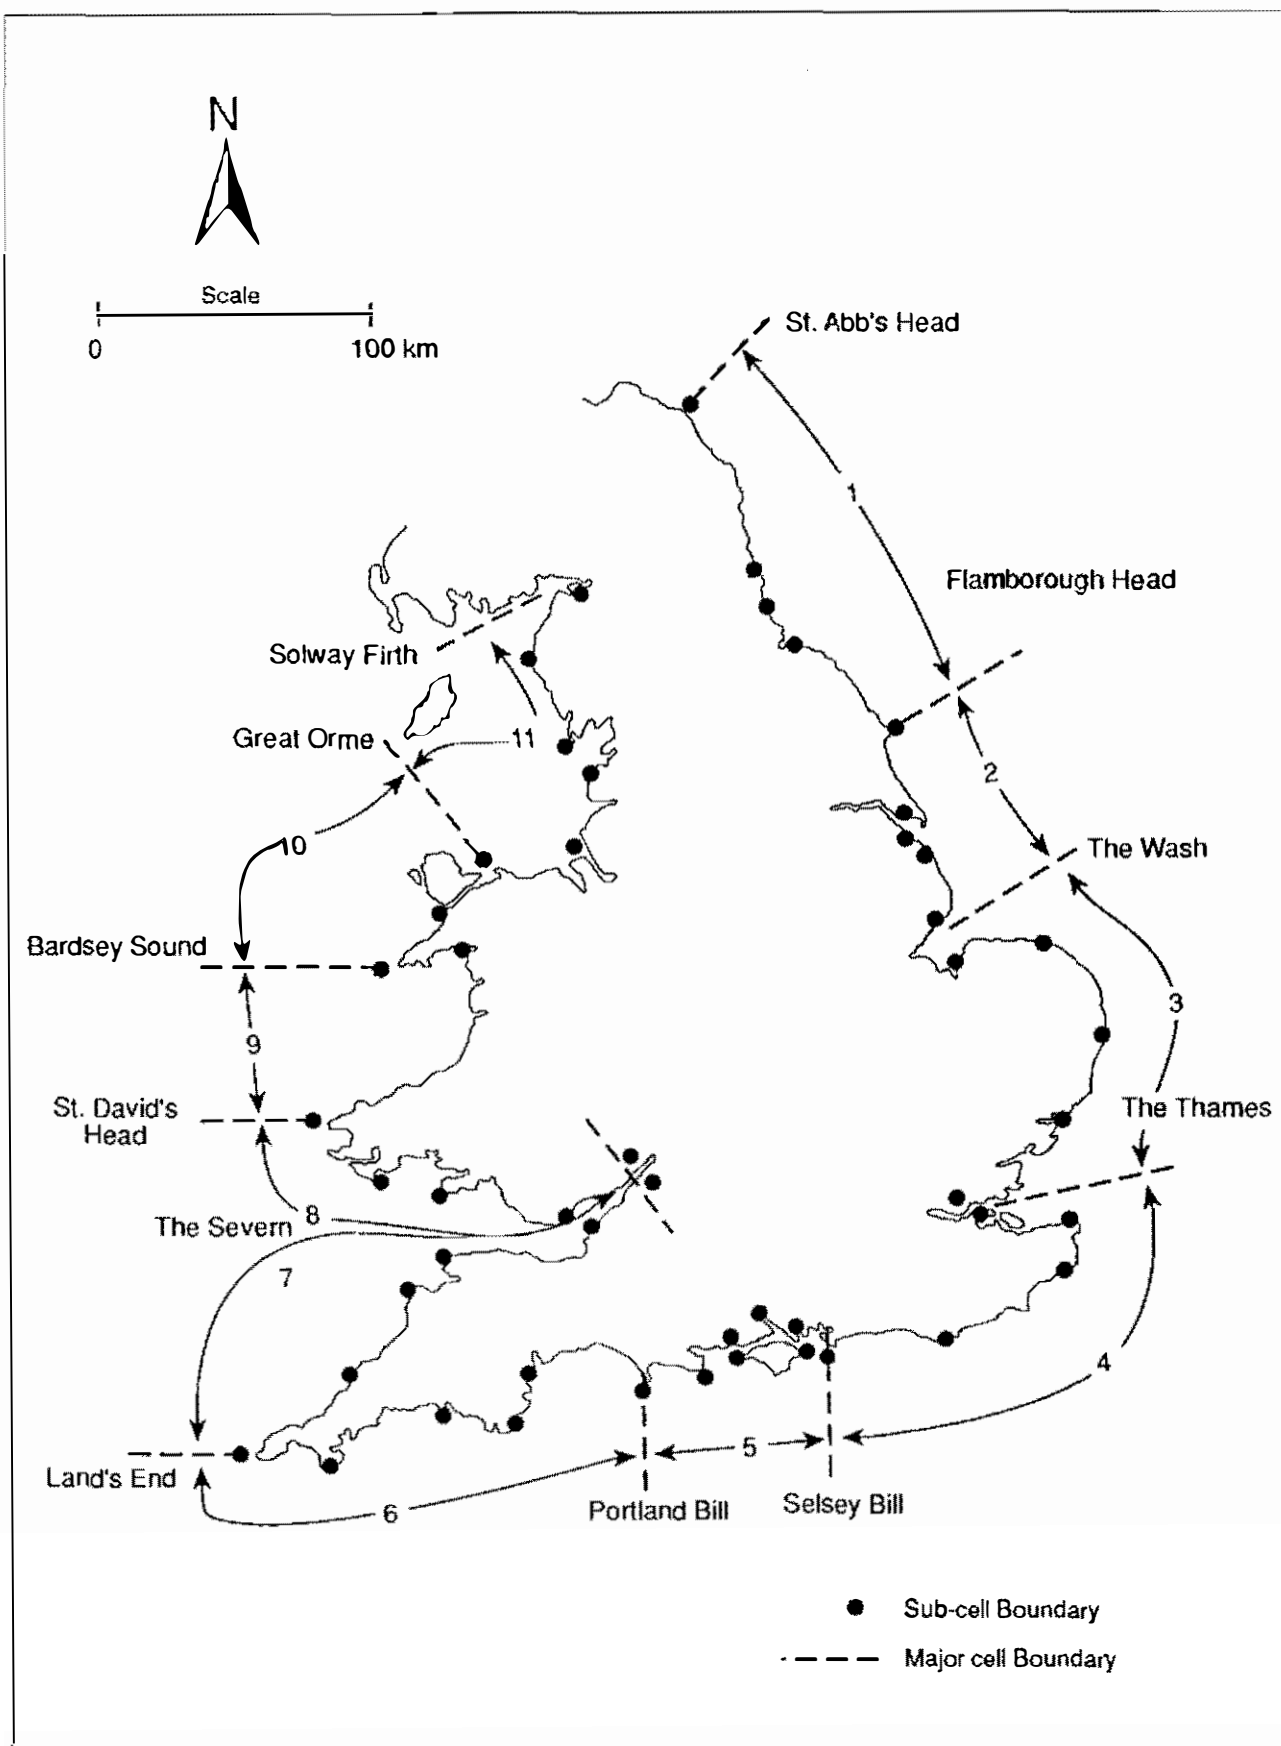 N
Scale
0
100 km
St. Abb's Head
1
Flamborough Head
Solway Firth
Great Orme
11
2
10
The Wash
Bardsey Sound
3
9
St. David's
Head
The Thames
8
The Severn
7
4
5
Land's End
6
Portland Bill
Selsey Bill
Sub-cell Boundary
Major cell Boundary